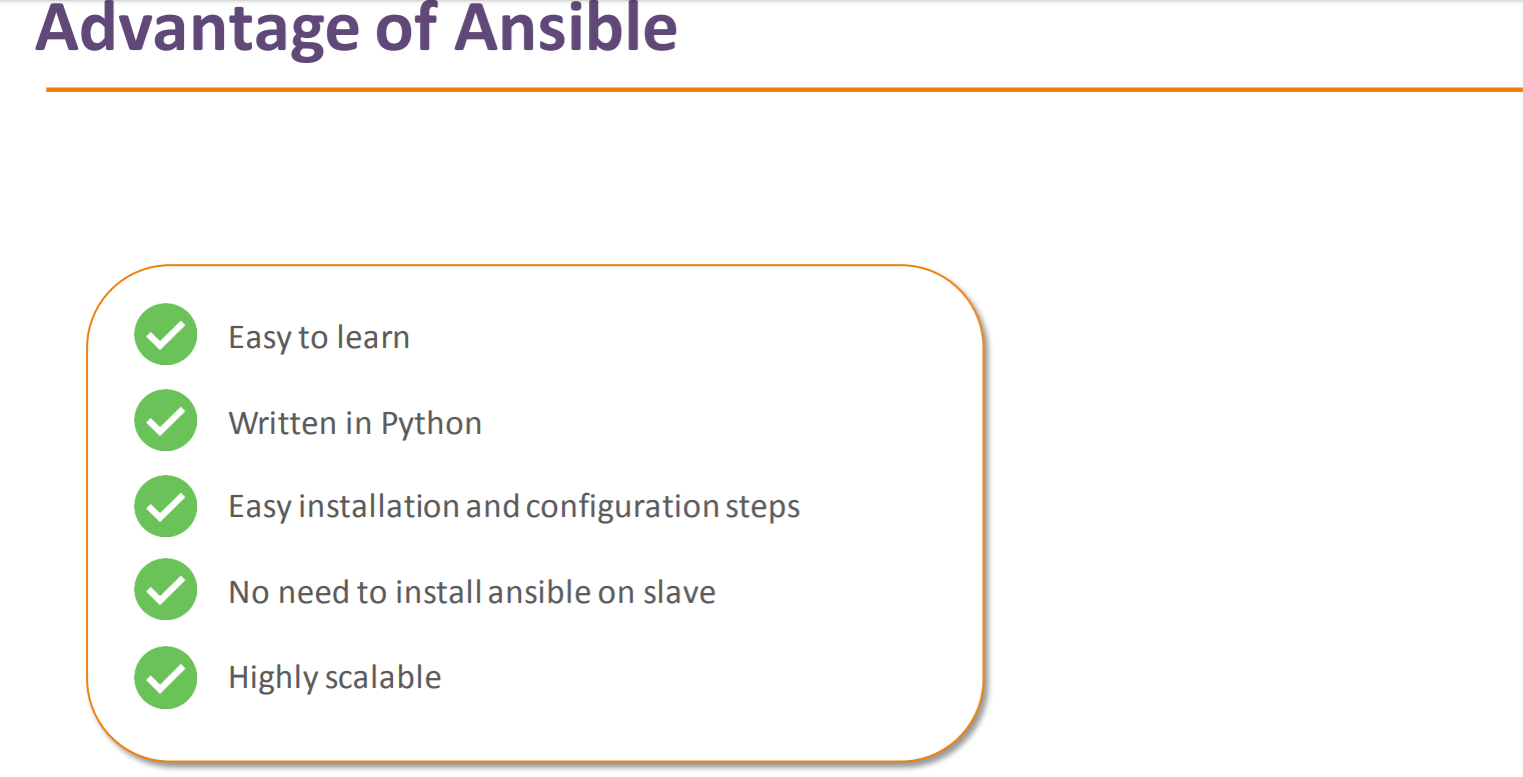 Advantage of Ansible
Easy to learn
Written in Python
Easy installation and configuration steps
No need to install ansible on slave
Highly scalable